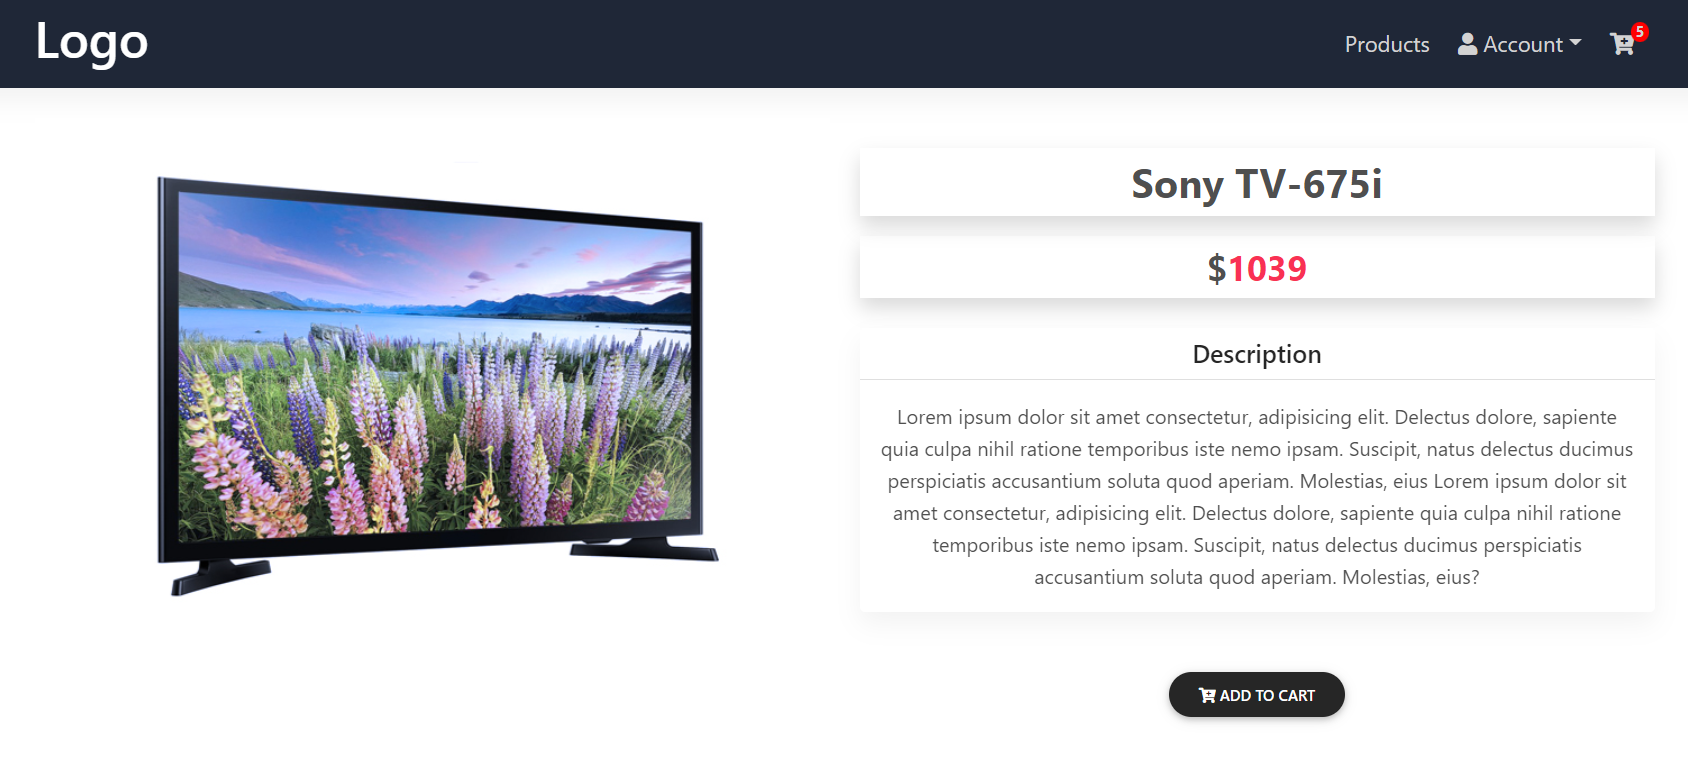 Logo
Products Account 5
Sony TV-675i
$1039
Description
Lorem ipsum dolor sit amet consectetur, adipisicing elit. Delectus dolore, sapiente
quia culpa nihil ratione temporibus iste nemo ipsam. Suscipit, natus delectus ducimus
perspiciatis accusantium soluta quod aperiam. Molestias, eius Lorem ipsum dolor sit
amet consectetur, adipisicing elit. Delectus dolore, sapiente quia culpa nihil ratione
temporibus iste nemo ipsam. Suscipit, natus delectus ducimus perspiciatis
accusantium soluta quod aperiam. Molestias, eius?
ADD TO CART